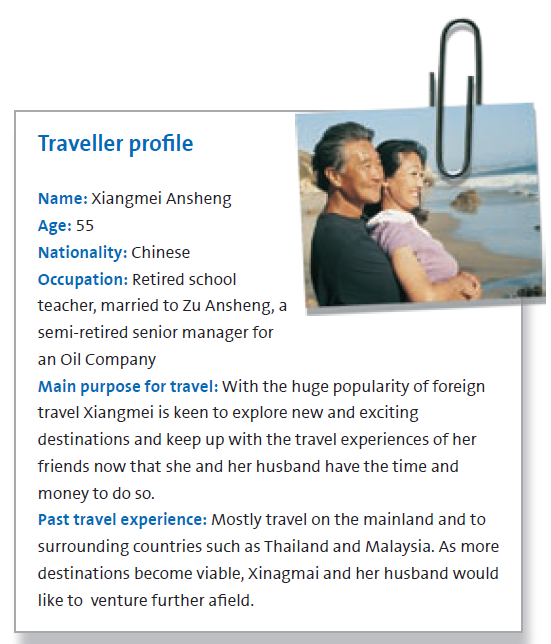 Traveller profile
Name: Xiangmei Ansheng
Age: 55
Nationality: Chinese
Occupation: Retired school
teacher, married to Zu Ansheng, a
semi-retired senior manager for
an Oil Company
Main purpose for travel: With the huge popularity of foreign
travel Xiangmei is keen to explore new and exciting
destinations and keep up with the travel experiences of her
friends now that she and her husband have the time and
money to do so.
Past travel experience: Mostly travel on the mainland and to
surrounding countries such as Thailand and Malaysia. As more
destinations become viable, Xinagmai and her husband would
like to venture further afield.